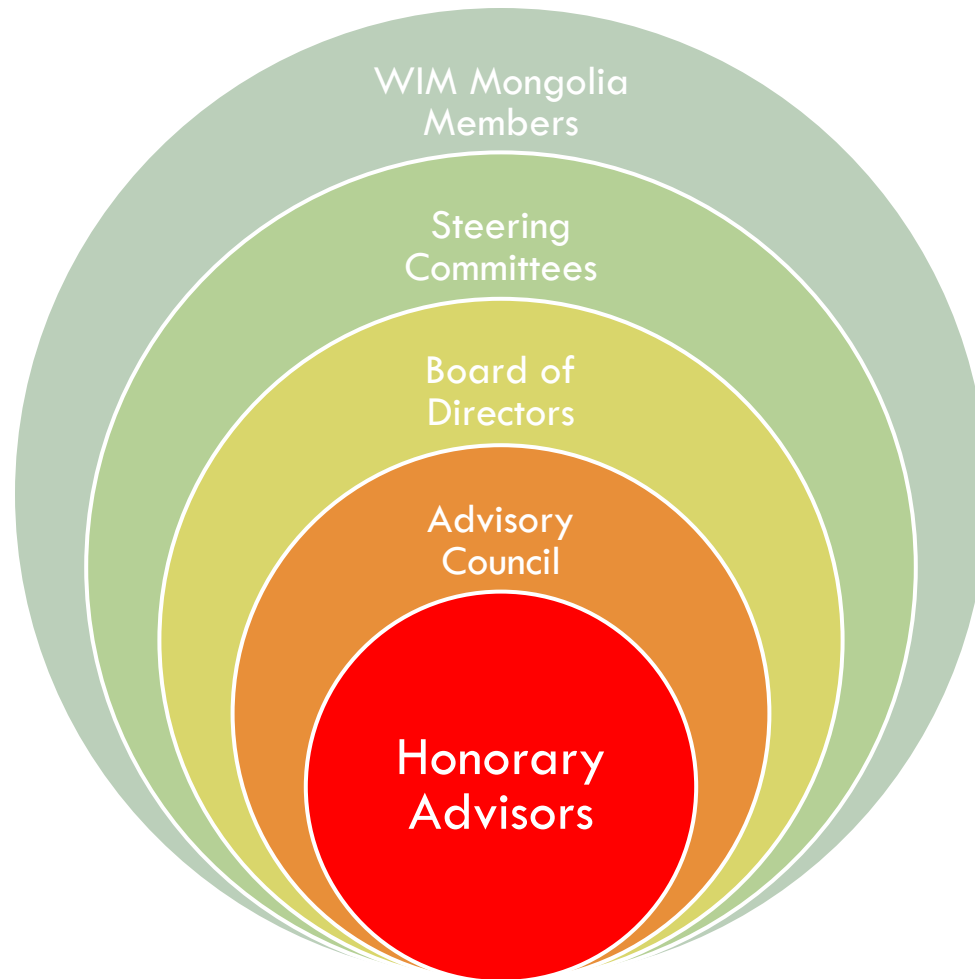 WIM Mongolia
Members
Steering
Committees
Board of
Directors
Advisory
Council
Honorary
Advisors